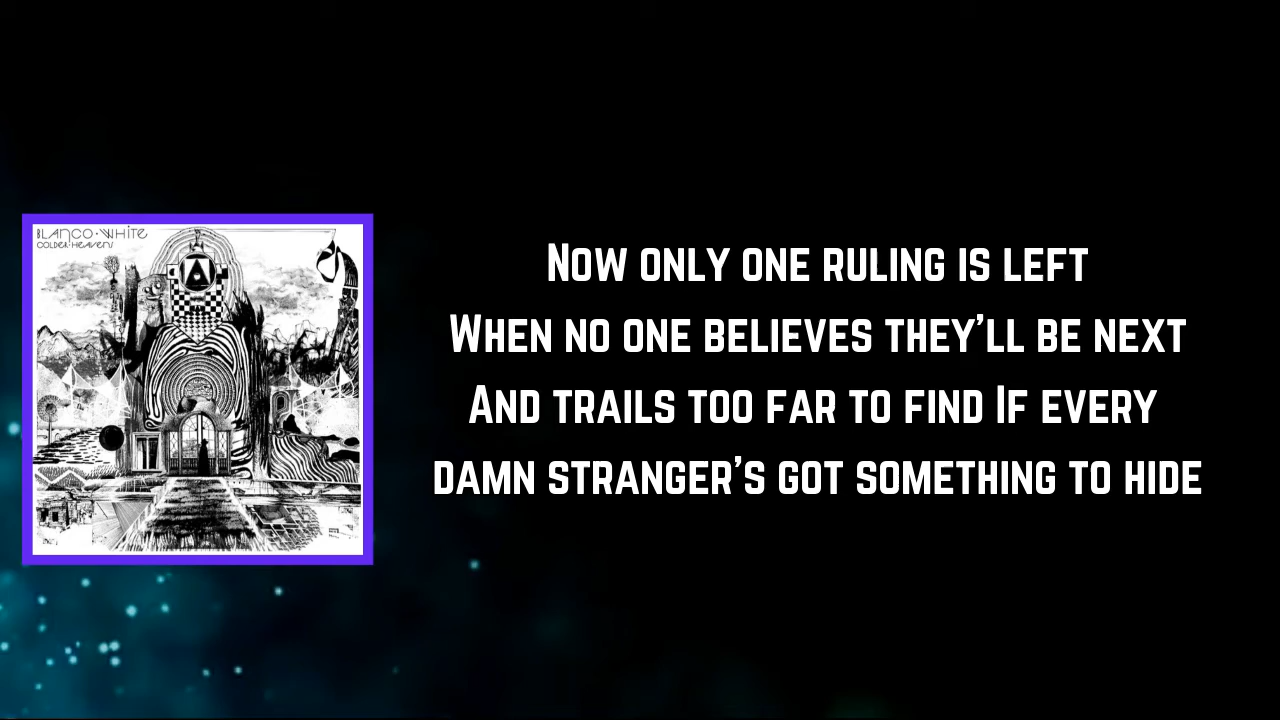 BLANCO·WHITE
COLDER HEAVENS
NOW ONLY ONE RULING IS LEFT
WHEN NO ONE BELIEVES THEY'LL BE NEXT
AND TRAILS TOO FAR TO FIND IF EVERY
DAMN STRANGER'S GOT SOMETHING TO HIDE